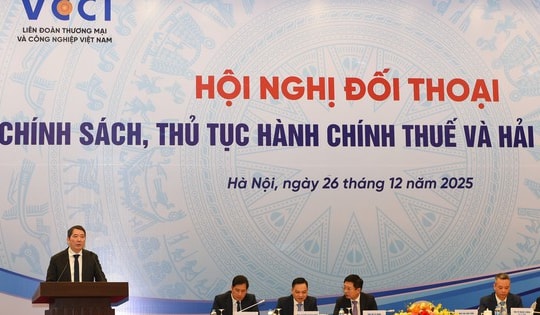 VCCI
LIÊN ĐOÀN THƯƠNG MẠI
VÀ CÔNG NGHIỆP VIỆT NAM
HỘI NGHỊ ĐỐI THOẠI
CHÍNH SÁCH, THỦ TỤC HÀNH CHÍNH THUẾ VÀ HẢI
Hà Nội, ngày 26 tháng 12 năm 2025